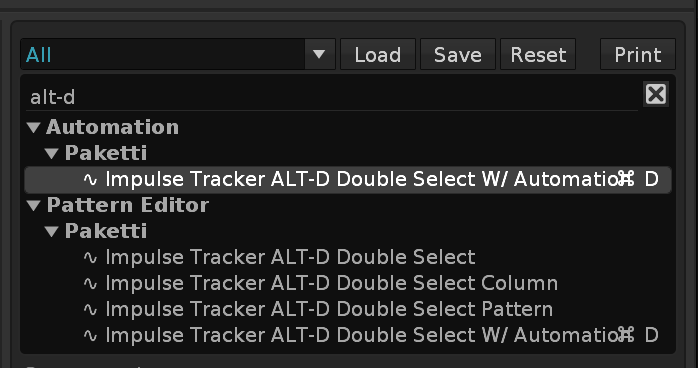 All Load Save Reset Print
alt-d
Automation
Paketti
Impulse Tracker ALT-D Double Select W/ Automation ⌘ D
Pattern Editor
Paketti
Impulse Tracker ALT-D Double Select
Impulse Tracker ALT-D Double Select Column
Impulse Tracker ALT-D Double Select Pattern
Impulse Tracker ALT-D Double Select W/ Automation ⌘ D